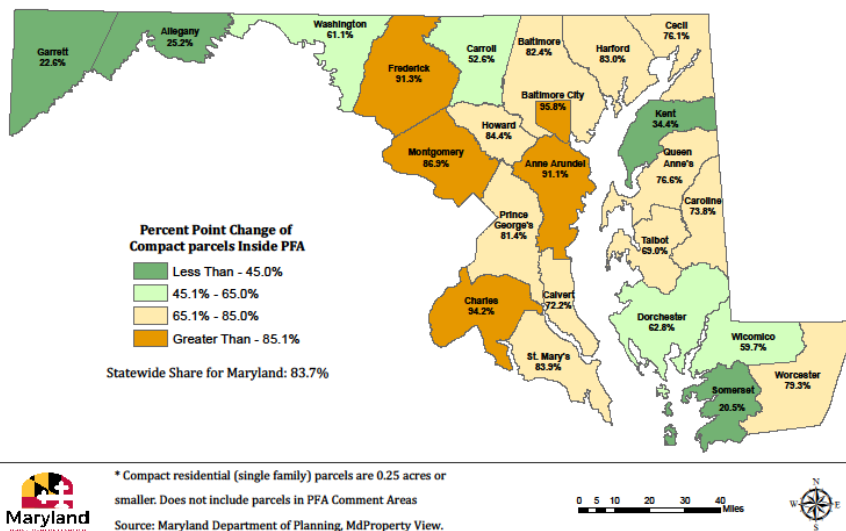 Garrett
22.6%
Allegany
25.2%
Washington
61.1%
Frederick
91.3%
Carroll
52.6%
Baltimore
82.4%
Harford
83.0%
Cecil
76.1%
Baltimore City
95.8%
Howard
84.4%
Kent
34.4%
Montgomery
86.9%
Anne Arundel
91.1%
Queen
Anne's
76.6%
Caroline
73.8%
Prince
George's
81.4%
Talbot
69.0%
Calvert
72.2%
Charles
94.2%
St. Mary's
83.9%
Dorchester
62.8%
Wicomico
59.7%
Somerset
20.5%
Worcester
79.3%
Percent Point Change of
Compact parcels Inside PFA
Less Than - 45.0%
45.1% - 65.0%
65.1% - 85.0%
Greater Than - 85.1%
Statewide Share for Maryland: 83.7%
Maryland
* Compact residential (single family) parcels are 0.25 acres or
smaller. Does not include parcels in PFA Comment Areas
Source: Maryland Department of Planning, MdProperty View.
0 5 10 20 30 40
Miles
N
W E
S